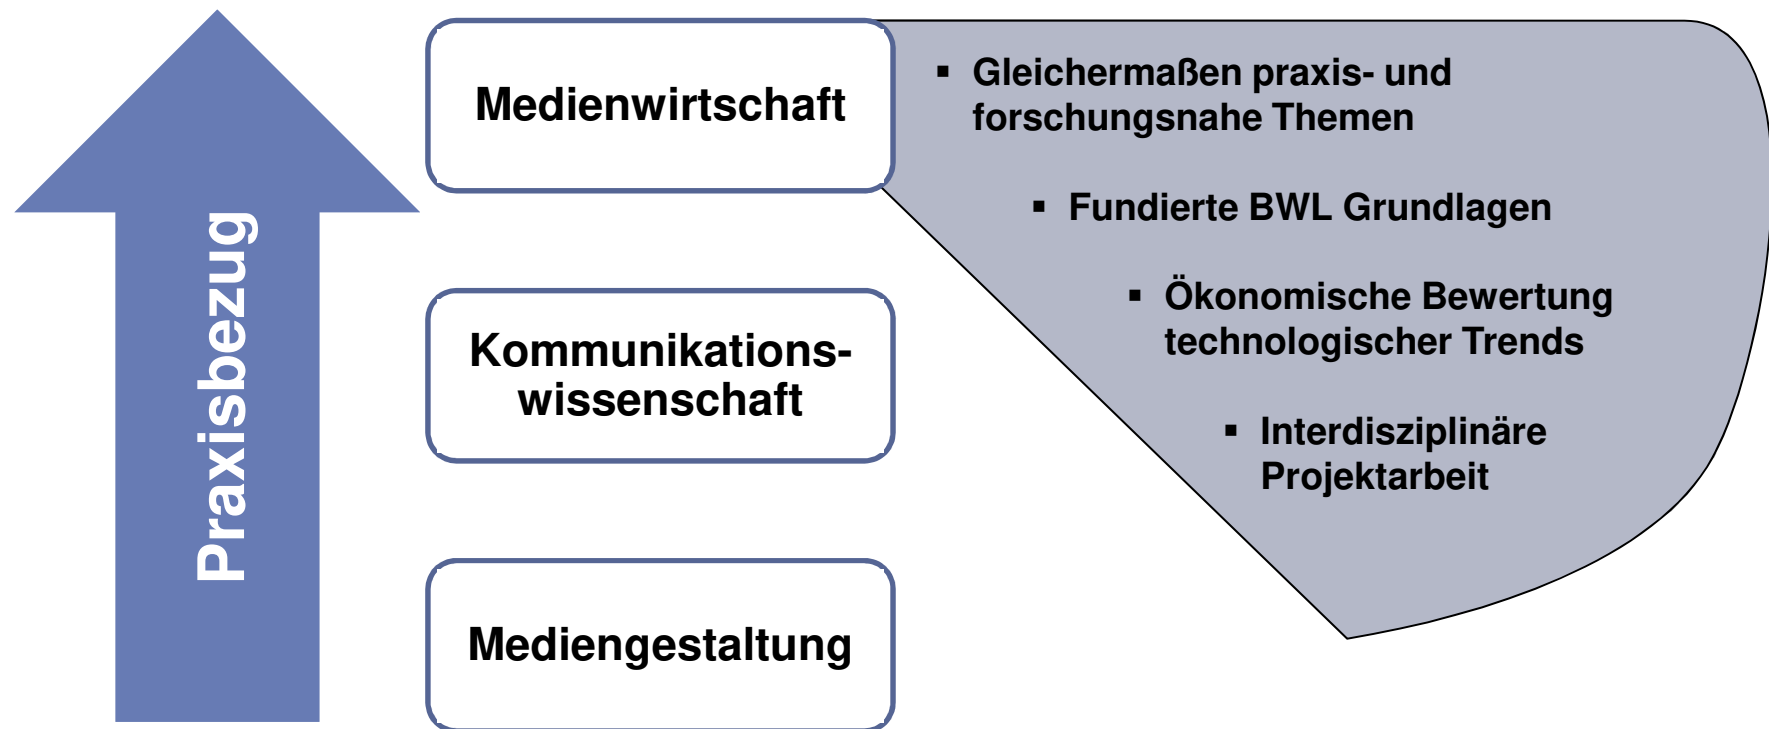 Praxisbezug
Medienwirtschaft
Kommunikations-
wissenschaft
Mediengestaltung
▪ Gleichermaßen praxis- und
forschungsnahe Themen
▪ Fundierte BWL Grundlagen
▪ Ökonomische Bewertung
technologischer Trends
▪ Interdisziplinäre
Projektarbeit